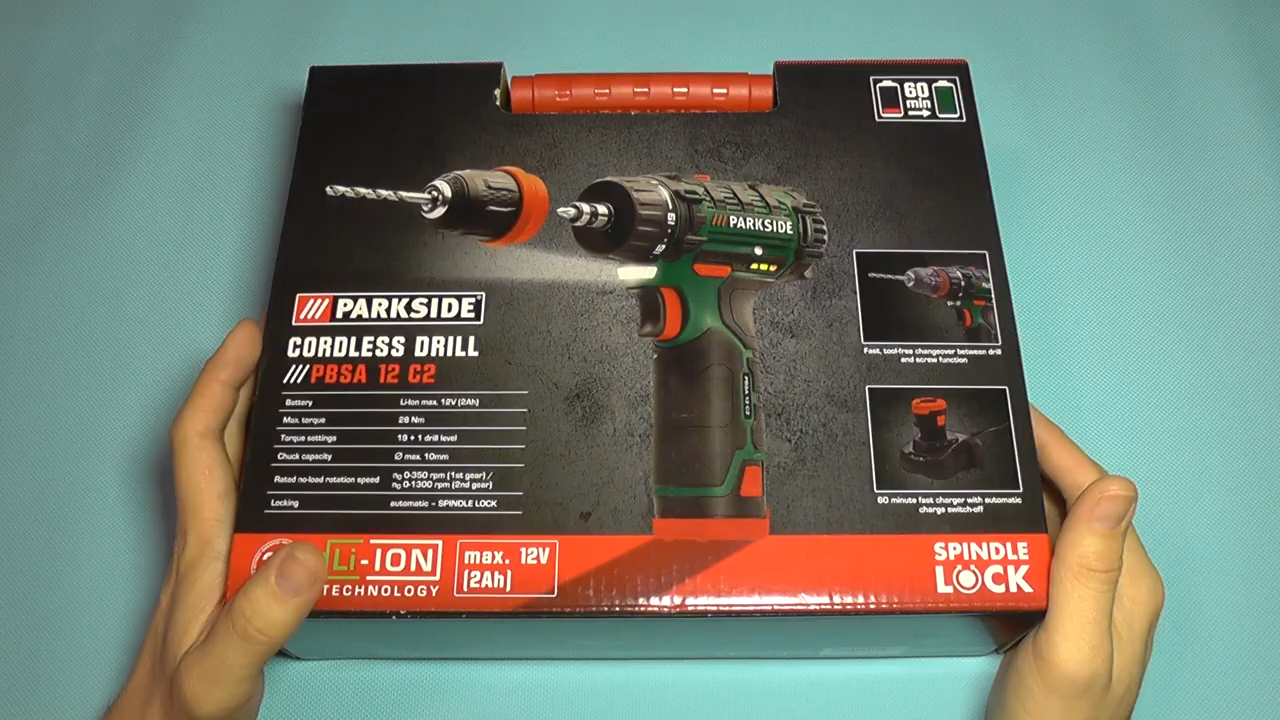 60
min
PARKSIDE
PARKSIDE
CORDLESS DRILL
PBSA 12 C2
Battery Li-Ion max. 12V (2Ah)
Max. torque 28 Nm
Torque settings 19 + 1 drill level
Chuck capacity Ø max. 10mm
Rated no-load rotation speed n0 0-350 rpm (1st gear) /
n0 0-1300 rpm (2nd gear)
Locking automatic – SPINDLE LOCK
PBSA 12 C2
Fast, tool-free changeover between drill
and screw function
60 minute fast charger with automatic
charge switch-off
Li-ION
TECHNOLOGY
max. 12V
(2Ah)
SPINDLE
LOCK